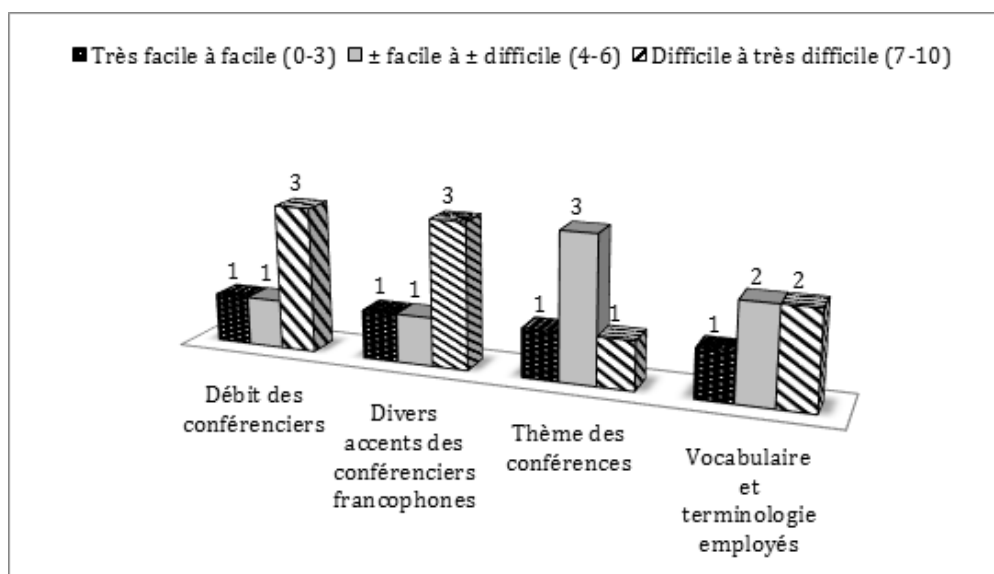 Très facile à facile (0-3) ± facile à ± difficile (4-6) Difficile à très difficile (7-10)
1 1 3
1 1 3
1 3 1
1 2 2
Débit des
conférenciers
Divers
accents des
conférenciers
francophones
Thème des
conférences
Vocabulaire
et
terminologie
employés